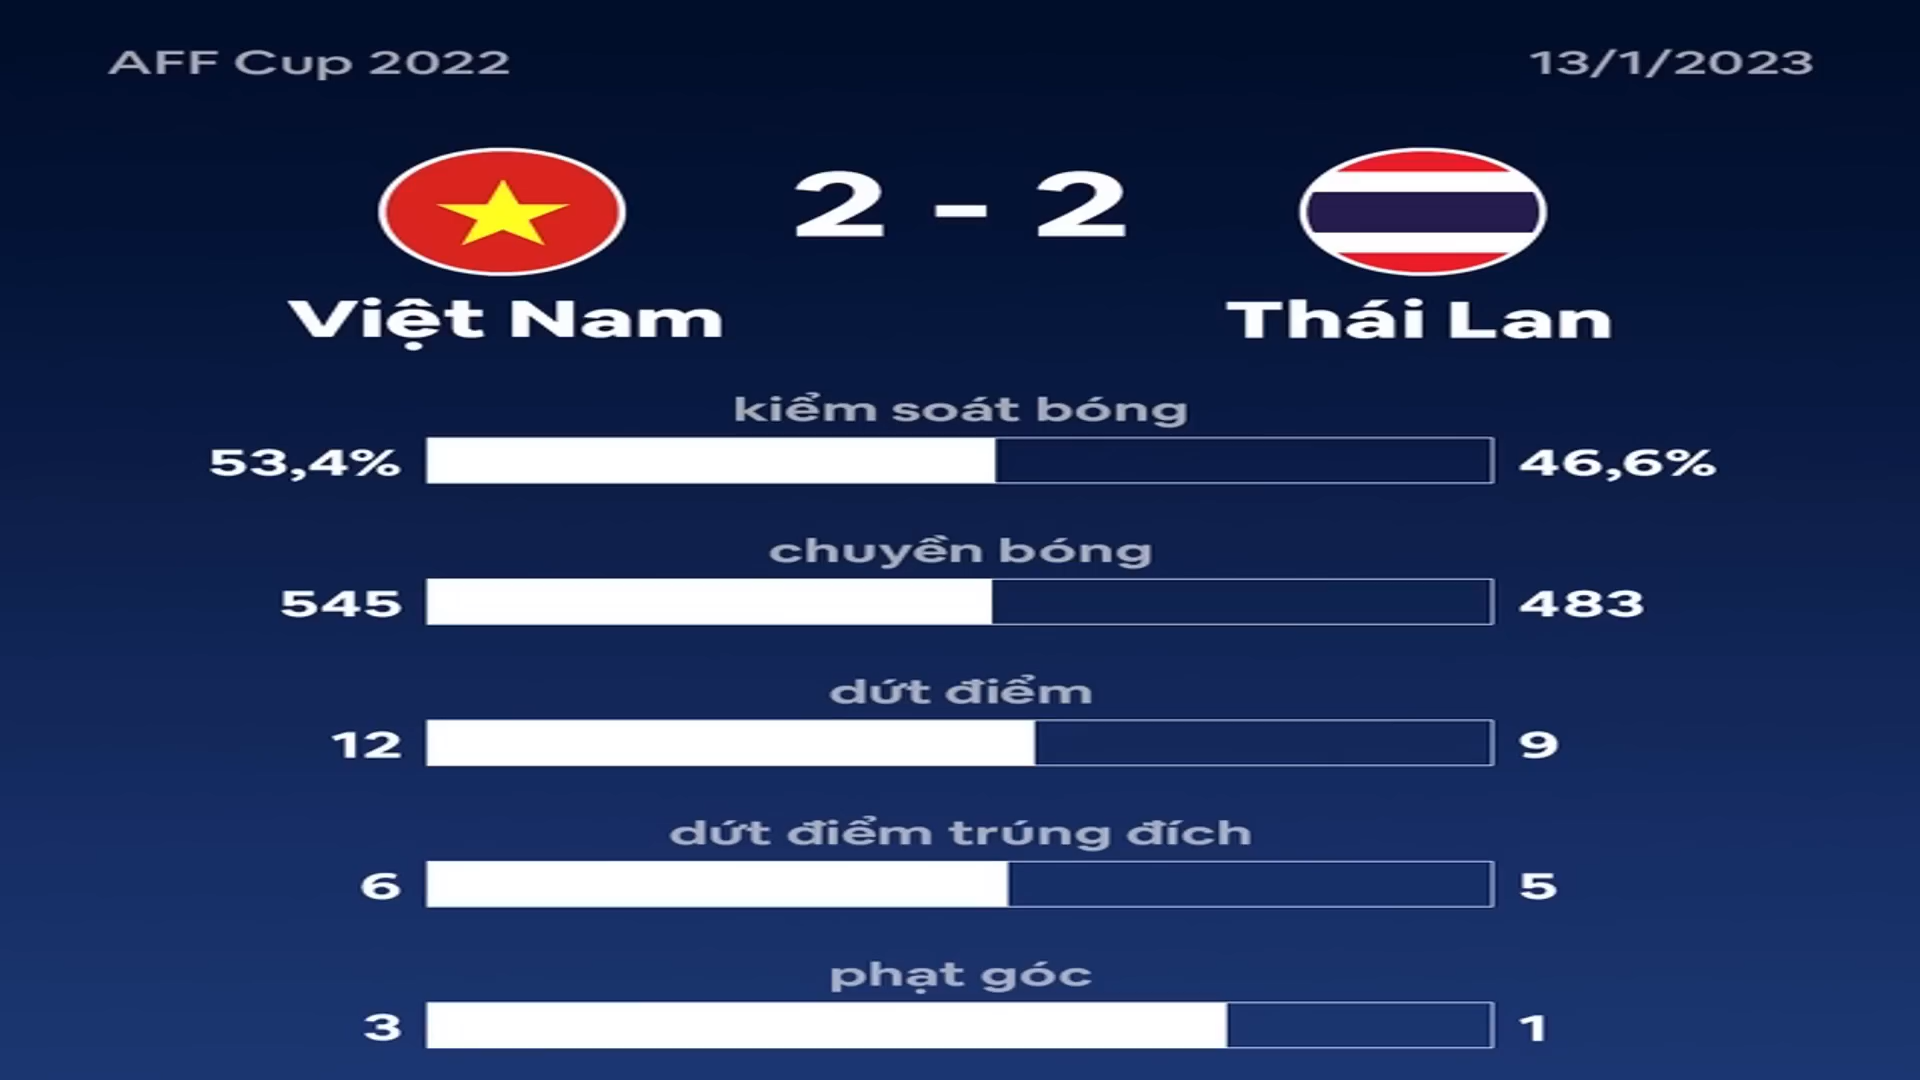 AFF Cup 2022 13/1/2023
2 - 2
Việt Nam Thái Lan
kiểm soát bóng
53,4% 46,6%
chuyền bóng
545 483
dứt điểm
12 9
dứt điểm trúng đích
6 5
phạt góc
3 1